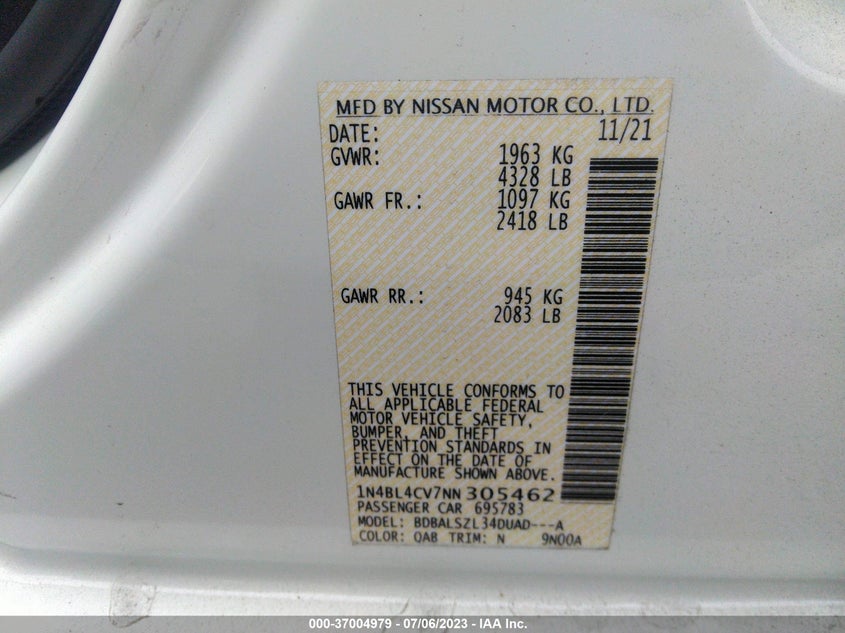 MFD BY NISSAN MOTOR CO., LTD.
DATE: 11/21
GVWR: 1963 KG
4328 LB
GAWR FR.: 1097 KG
2418 LB
GAWR RR.: 945 KG
2083 LB
THIS VEHICLE CONFORMS TO
ALL APPLICABLE FEDERAL
MOTOR VEHICLE SAFETY,
BUMPER, AND THEFT
PREVENTION STANDARDS IN
EFFECT ON THE DATE OF
MANUFACTURE SHOWN ABOVE.
1N4BL4CV7NN305462
PASSENGER CAR 695783
MODEL: BDBALSZL34DUAD---A
COLOR: QAB TRIM: N 9N00A
000-37004979 - 07/06/2023 - IAA Inc.